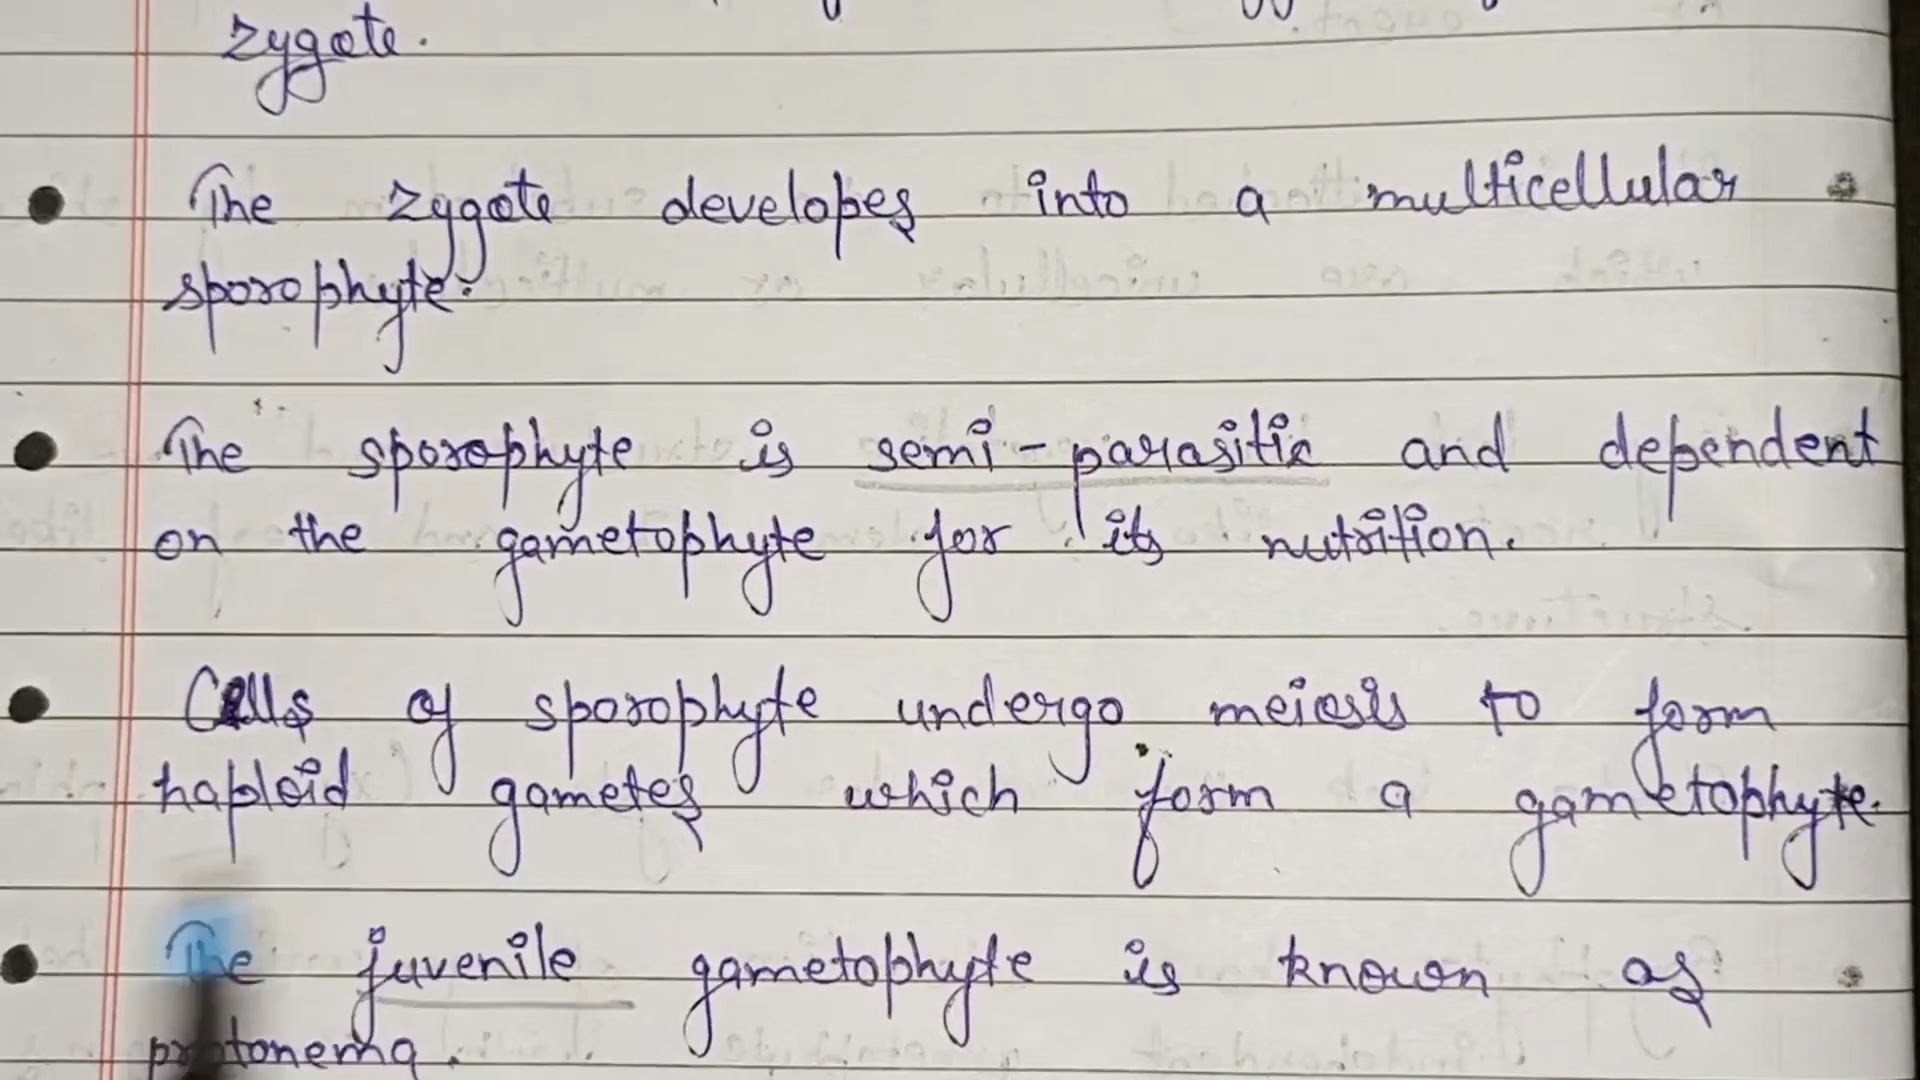 zygote.
The zygote developes into a multicellular
sporophyte.
The sporophyte is semi-parasitic and dependent
on the gametophyte for its nutrition.
Cells of sporophyte undergo meiosis to form
haploid gametes which form a gametophyte.
The juvenile gametophyte is known as
protonema.